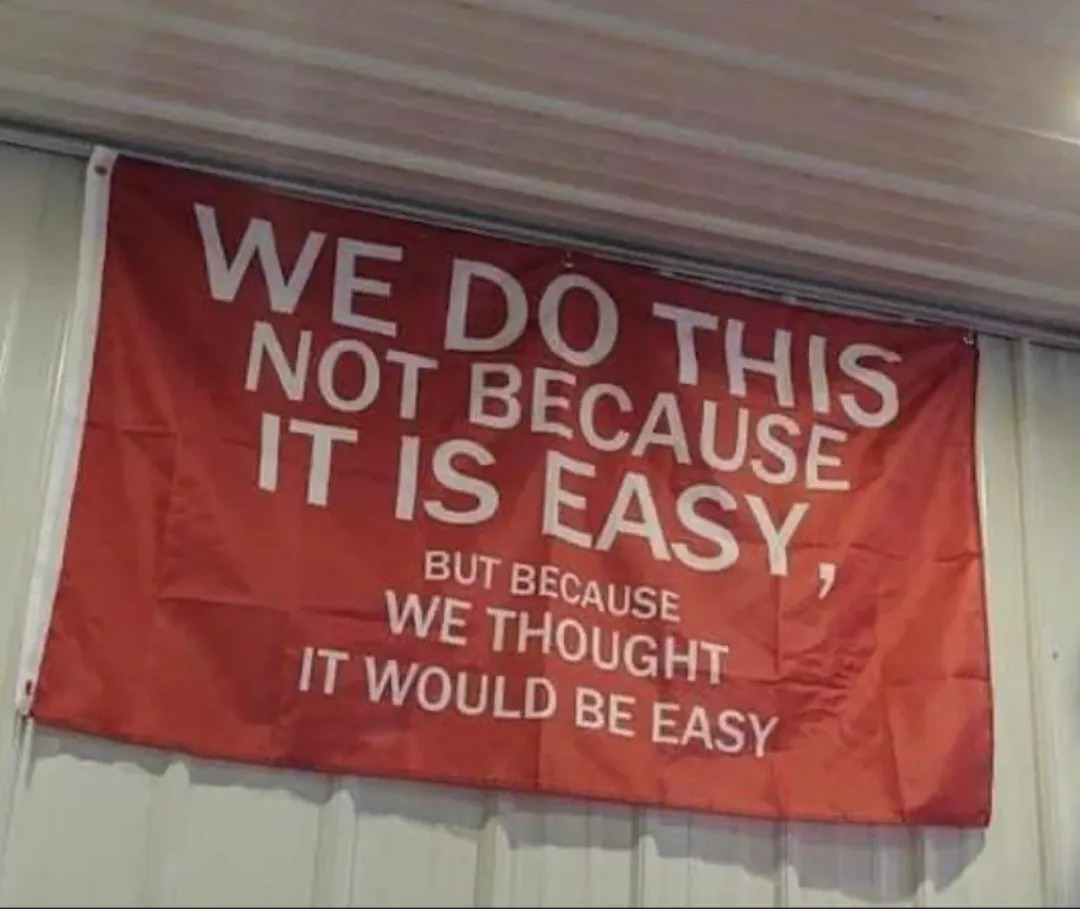 WE DO THIS
NOT BECAUSE
IT IS EASY,
BUT BECAUSE
WE THOUGHT
IT WOULD BE EASY